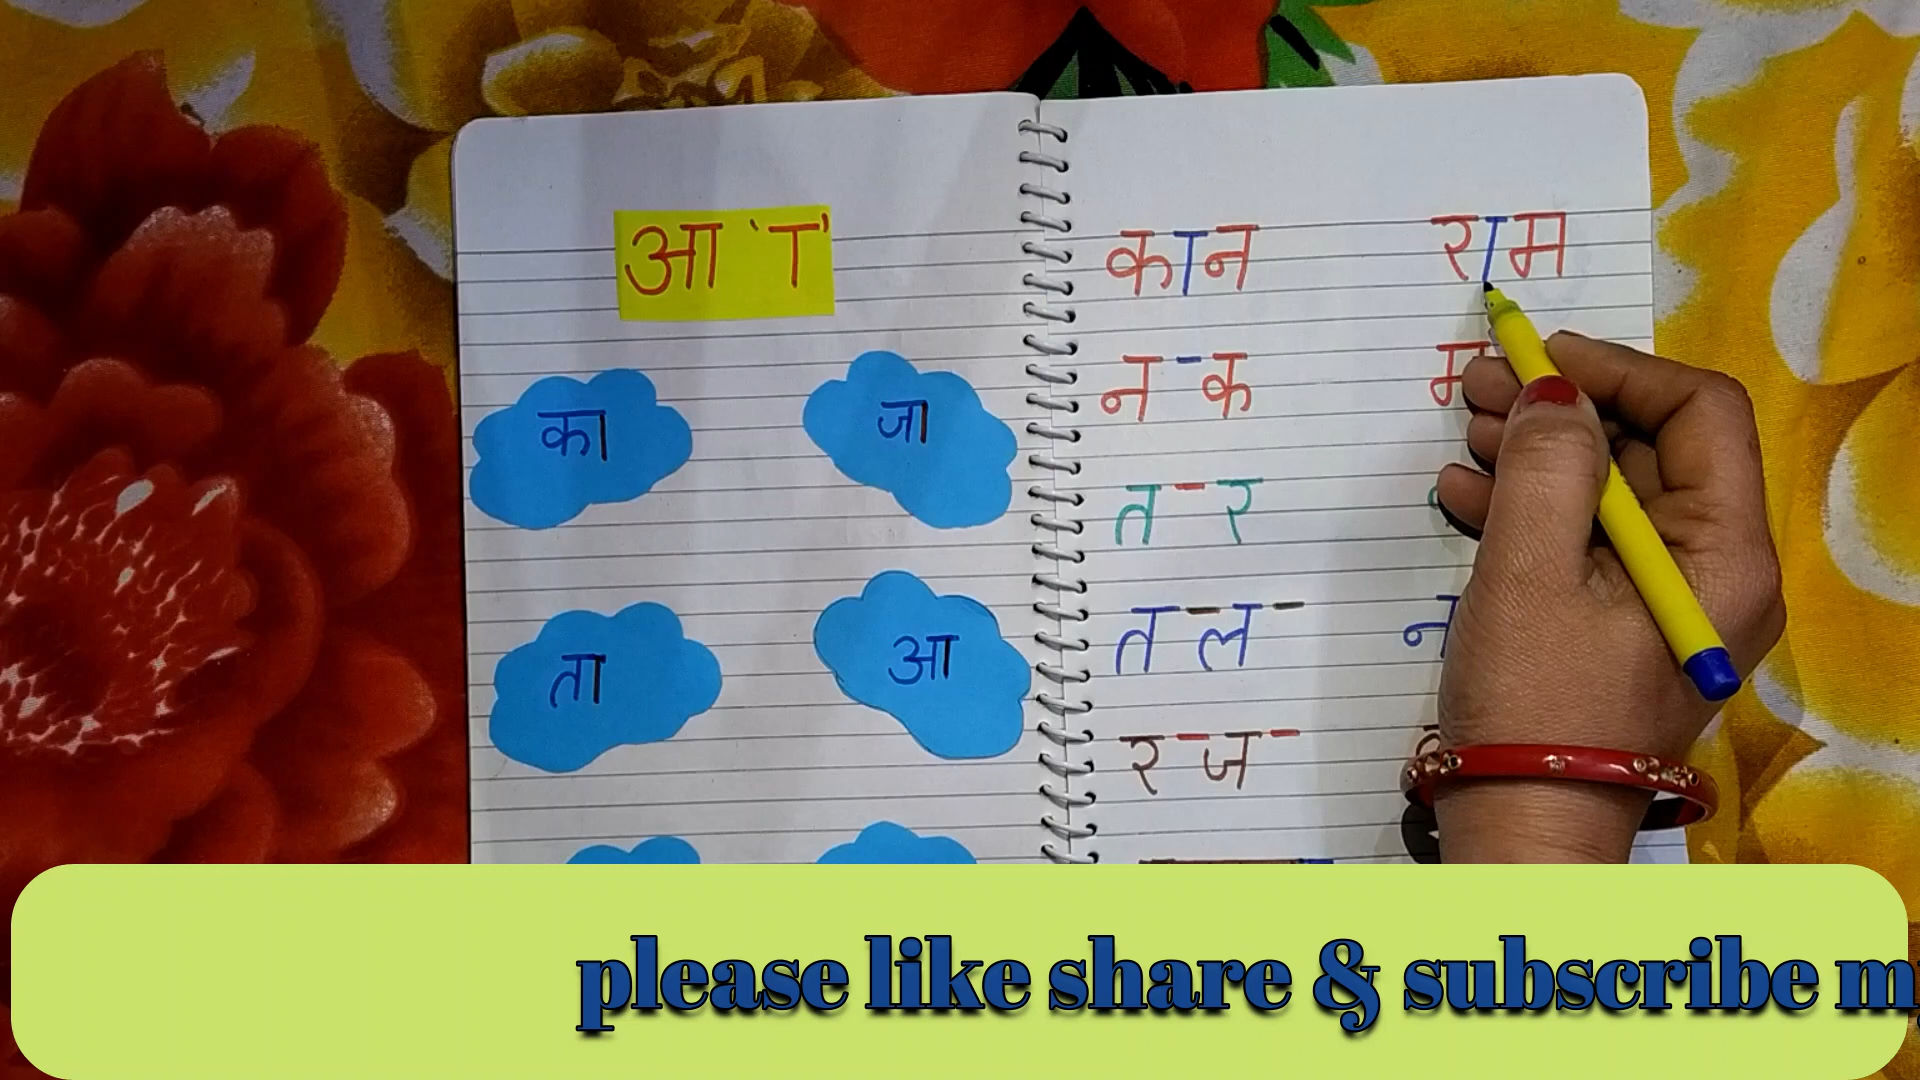 आ 'ा'
का
जा
ता
आ
कान
राम
न - क
म
त - र
त - ल -
न
र - ज -
please like share & subscribe